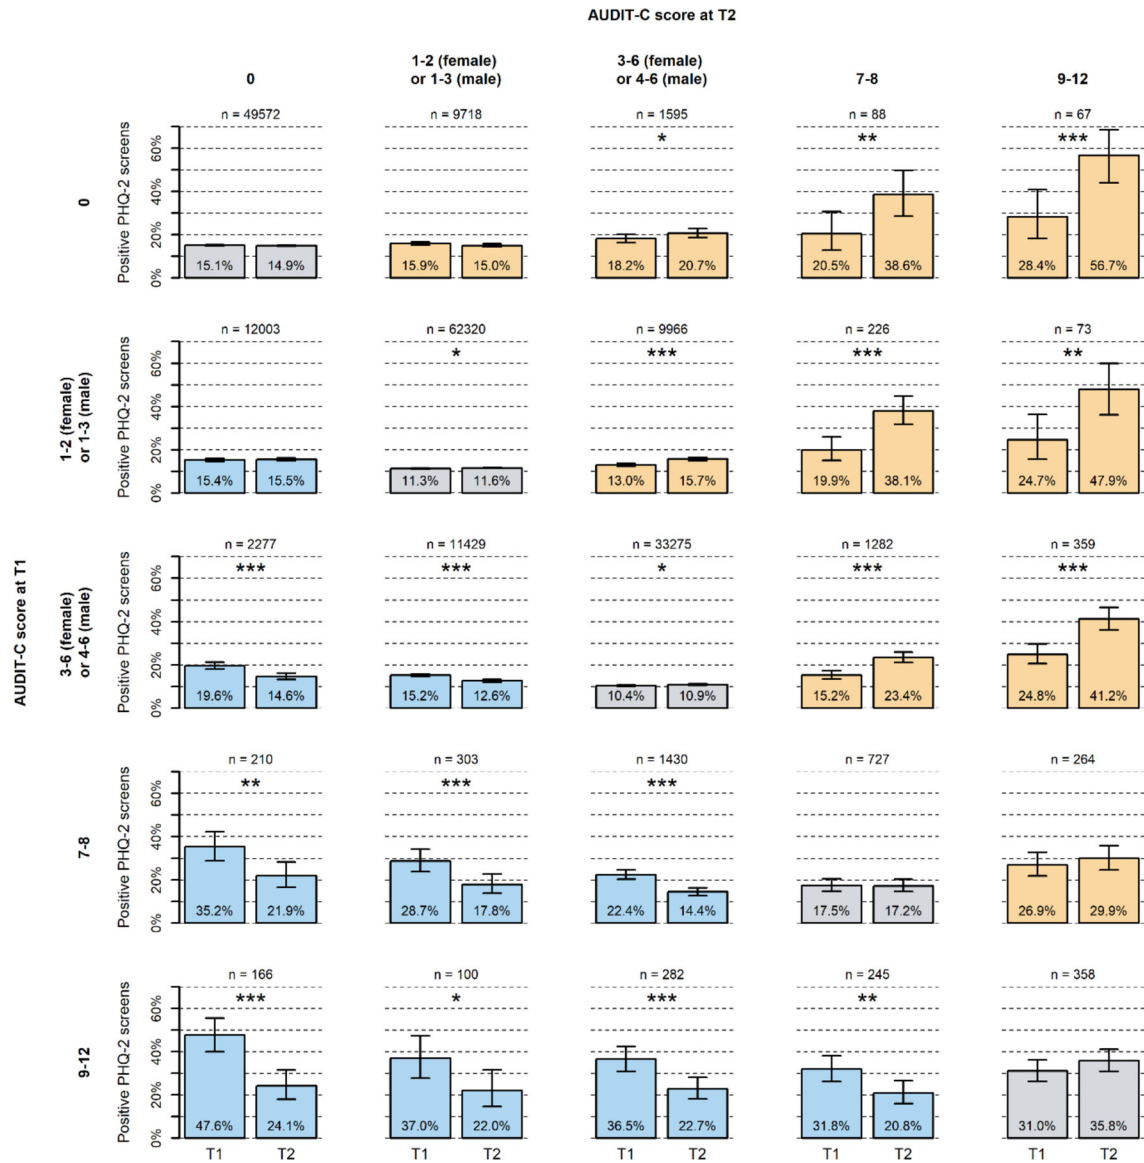 AUDIT-C score at T2
0
1-2 (female)
or 1-3 (male)
3-6 (female)
or 4-6 (male)
7-8
9-12
AUDIT-C score at T1
0
Positive PHQ-2 screens
0% 20% 40% 60%
n = 49572
15.1% 14.9%
n = 9718
15.9% 15.0%
n = 1595
*
18.2% 20.7%
n = 88
**
20.5% 38.6%
n = 67
***
28.4% 56.7%
1-2 (female)
or 1-3 (male)
Positive PHQ-2 screens
0% 20% 40% 60%
n = 12003
15.4% 15.5%
n = 62320
*
11.3% 11.6%
n = 9966
***
13.0% 15.7%
n = 226
***
19.9% 38.1%
n = 73
**
24.7% 47.9%
3-6 (female)
or 4-6 (male)
Positive PHQ-2 screens
0% 20% 40% 60%
n = 2277
***
19.6% 14.6%
n = 11429
***
15.2% 12.6%
n = 33275
*
10.4% 10.9%
n = 1282
***
15.2% 23.4%
n = 359
***
24.8% 41.2%
7-8
Positive PHQ-2 screens
0% 20% 40% 60%
n = 210
**
35.2% 21.9%
n = 303
***
28.7% 17.8%
n = 1430
***
22.4% 14.4%
n = 727
17.5% 17.2%
n = 264
26.9% 29.9%
9-12
Positive PHQ-2 screens
0% 20% 40% 60%
n = 166
***
47.6% 24.1%
T1 T2
n = 100
*
37.0% 22.0%
T1 T2
n = 282
***
36.5% 22.7%
T1 T2
n = 245
**
31.8% 20.8%
T1 T2
n = 358
31.0% 35.8%
T1 T2